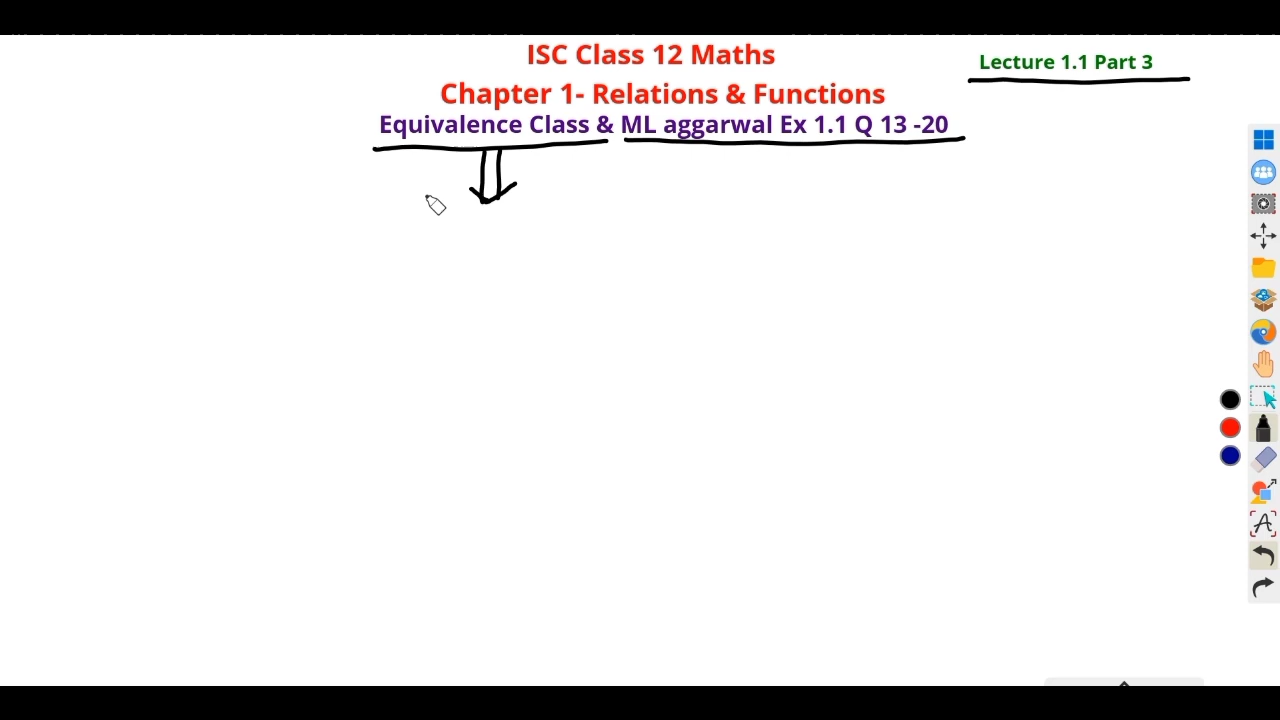 ISC Class 12 Maths
Lecture 1.1 Part 3
Chapter 1- Relations & Functions
Equivalence Class & ML aggarwal Ex 1.1 Q 13 -20